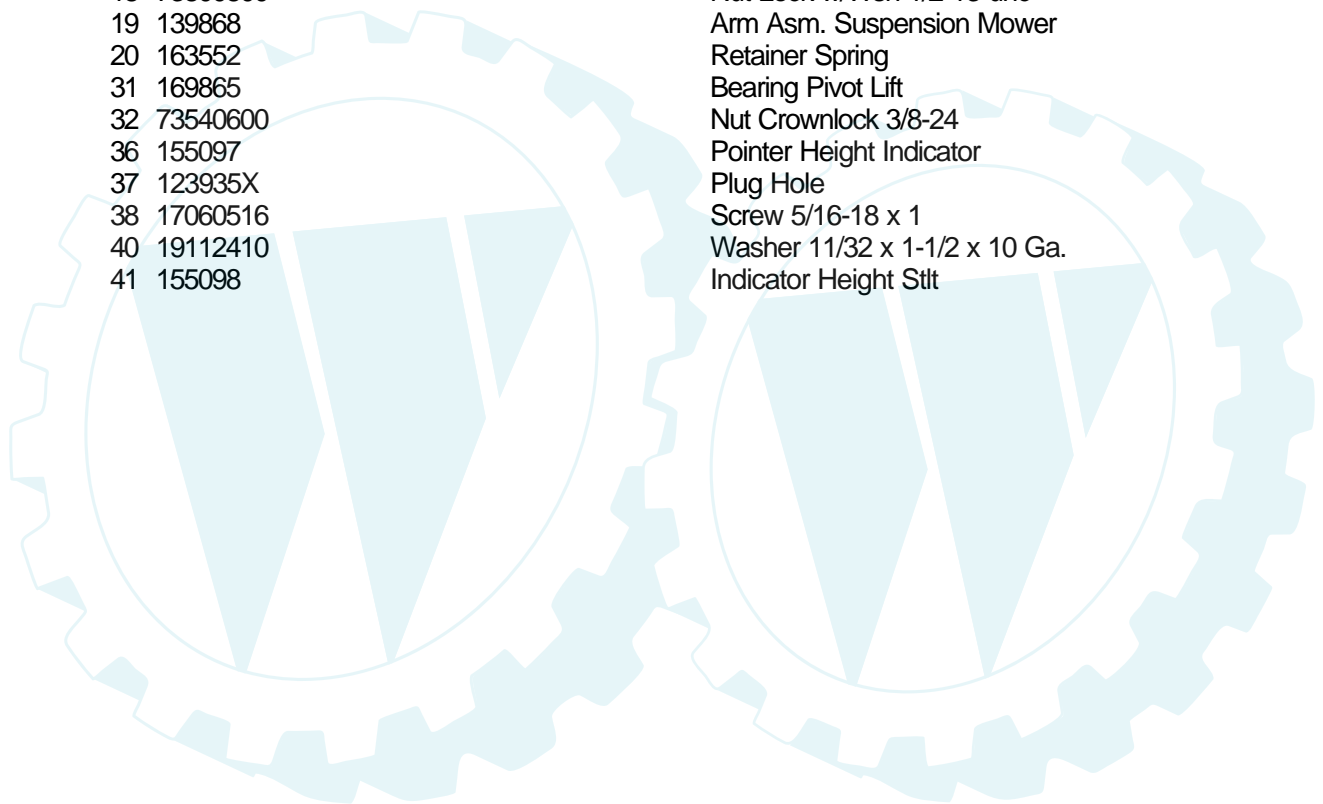 19 139868 Arm Asm. Suspension Mower
20 163552 Retainer Spring
31 169865 Bearing Pivot Lift
32 73540600 Nut Crownlock 3/8-24
36 155097 Pointer Height Indicator
37 123935X Plug Hole
38 17060516 Screw 5/16-18 x 1
40 19112410 Washer 11/32 x 1-1/2 x 10 Ga.
41 155098 Indicator Height Stlt